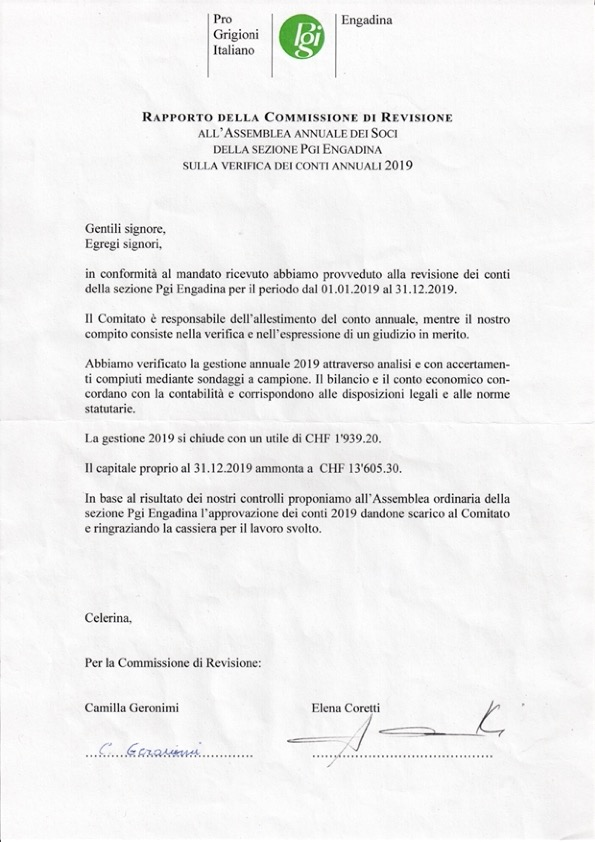 Pro
Grigioni
Italiano
Pgi
Engadina
RAPPORTO DELLA COMMISSIONE DI REVISIONE
ALL'ASSEMBLEA ANNUALE DEI SOCI
DELLA SEZIONE PGI ENGADINA
SULLA VERIFICA DEI CONTI ANNUALI 2019
Gentili signore,
Egregi signori,
in conformità al mandato ricevuto abbiamo provveduto alla revisione dei conti
della sezione Pgi Engadina per il periodo dal 01.01.2019 al 31.12.2019.
Il Comitato è responsabile dell'allestimento del conto annuale, mentre il nostro
compito consiste nella verifica e nell'espressione di un giudizio in merito.
Abbiamo verificato la gestione annuale 2019 attraverso analisi e con accertamen-
ti compiuti mediante sondaggi a campione. Il bilancio e il conto economico con-
cordano con la contabilità e corrispondono alle disposizioni legali e alle norme
statutarie.
La gestione 2019 si chiude con un utile di CHF 1'939.20.
Il capitale proprio al 31.12.2019 ammonta a CHF 13'605.30.
In base al risultato dei nostri controlli proponiamo all'Assemblea ordinaria della
sezione Pgi Engadina l'approvazione dei conti 2019 dandone scarico al Comitato
e ringraziando la cassiera per il lavoro svolto.
Celerina,
Per la Commissione di Revisione:
Camilla Geronimi Elena Coretti
C. Geronimi